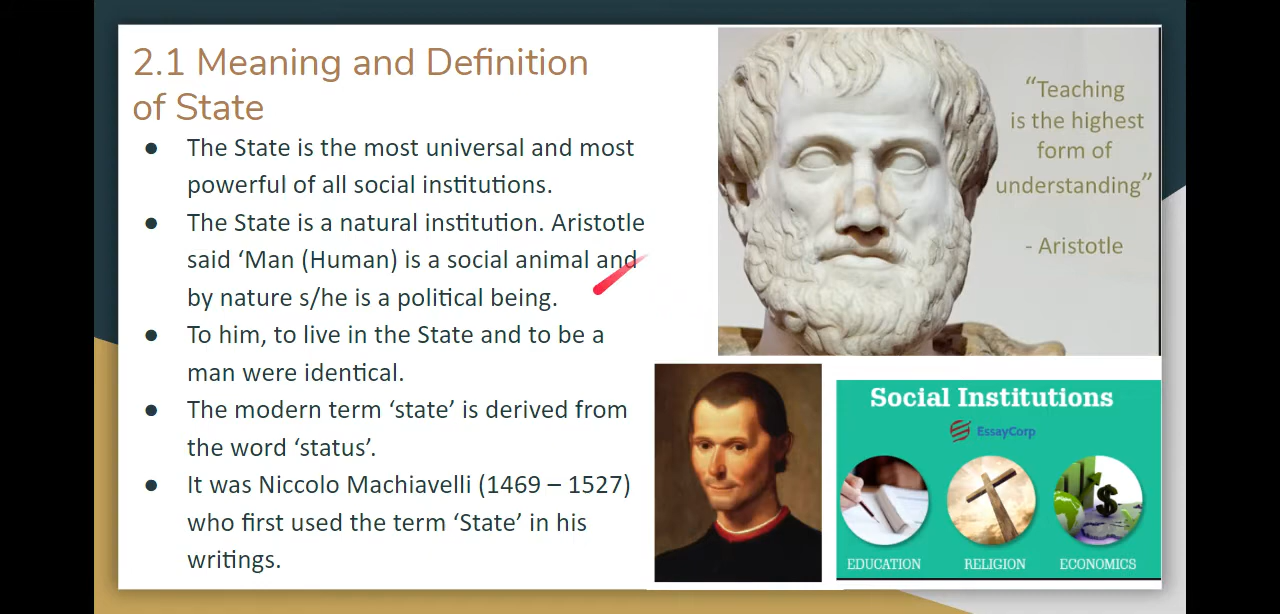 2.1 Meaning and Definition
of State
● The State is the most universal and most
powerful of all social institutions.
● The State is a natural institution. Aristotle
said ‘Man (Human) is a social animal and
by nature s/he is a political being.
● To him, to live in the State and to be a
man were identical.
● The modern term ‘state’ is derived from
the word ‘status’.
● It was Niccolo Machiavelli (1469 – 1527)
who first used the term ‘State’ in his
writings.
“Teaching
is the highest
form of
understanding”
- Aristotle
Social Institutions
EssayCorp
EDUCATION RELIGION ECONOMICS